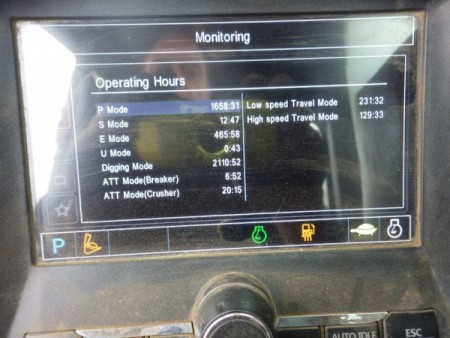 Monitoring
Operating Hours
P Mode 1658:31
S Mode 12:47
E Mode 465:58
U Mode 0:43
Digging Mode 2110:52
ATT Mode(Breaker) 6:52
ATT Mode(Crusher) 20:15
Low speed Travel Mode 231:32
High speed Travel Mode 129:33
P
AUTO IDLE
ESC